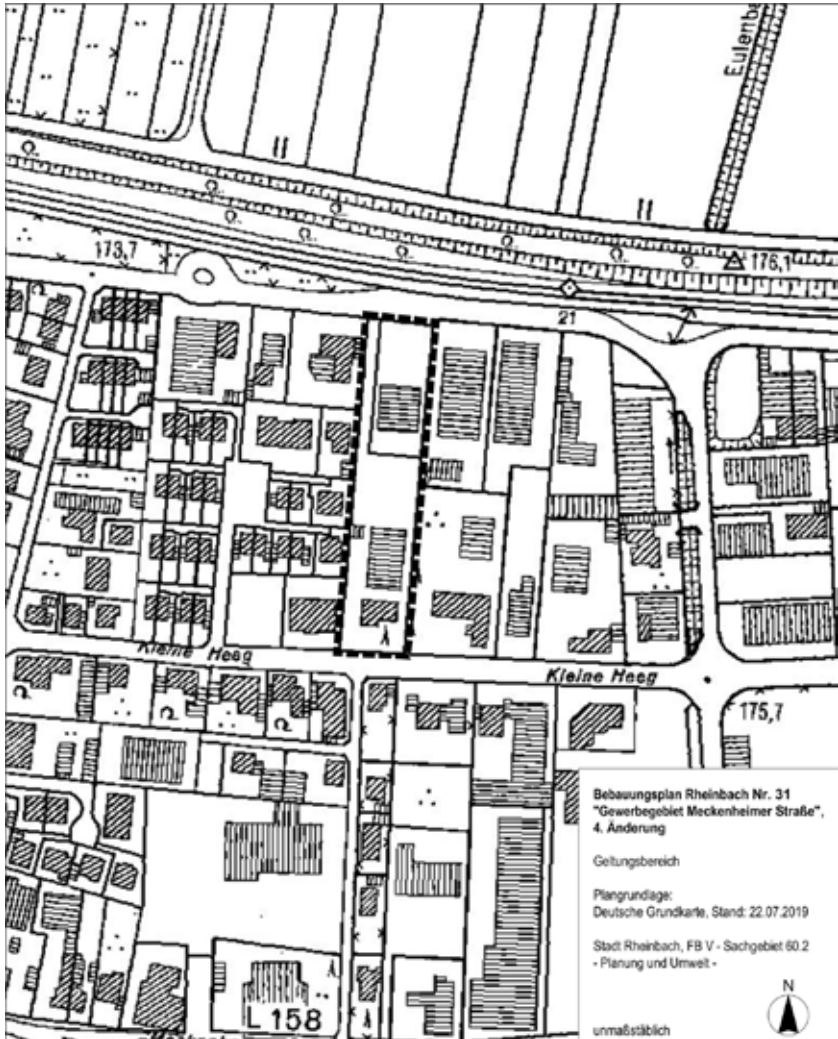 173,7
176,1
21
Kleine Heeg
Kleine Heeg
175,7
Bebauungsplan Rheinbach Nr. 31
"Gewerbegebiet Meckenheimer Straße",
4. Änderung
Geltungsbereich
Plangrundlage:
Deutsche Grundkarte, Stand: 22.07.2019
Stadt Rheinbach, FB V - Sachgebiet 60.2
- Planung und Umwelt -
N
unmaßstäblich
L 158